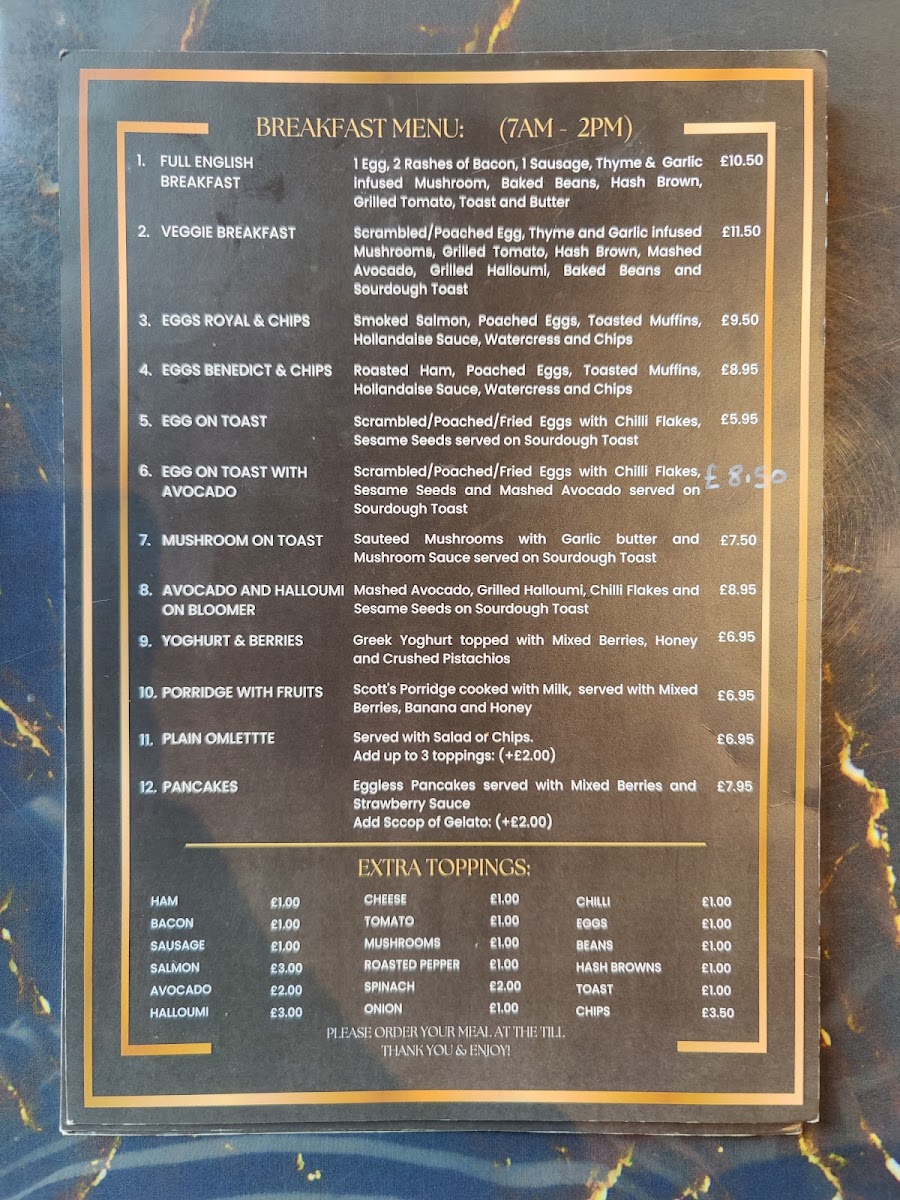 BREAKFAST MENU: (7AM - 2PM)
1. FULL ENGLISH 1 Egg, 2 Rashes of Bacon, 1 Sausage, Thyme & Garlic £10.50
BREAKFAST infused Mushroom, Baked Beans, Hash Brown,
Grilled Tomato, Toast and Butter
2. VEGGIE BREAKFAST Scrambled/Poached Egg, Thyme and Garlic infused £11.50
Mushrooms, Grilled Tomato, Hash Brown, Mashed
Avocado, Grilled Halloumi, Baked Beans and
Sourdough Toast
3. EGGS ROYAL & CHIPS Smoked Salmon, Poached Eggs, Toasted Muffins, £9.50
Hollandaise Sauce, Watercress and Chips
4. EGGS BENEDICT & CHIPS Roasted Ham, Poached Eggs, Toasted Muffins, £8.95
Hollandaise Sauce, Watercress and Chips
5. EGG ON TOAST Scrambled/Poached/Fried Eggs with Chilli Flakes, £5.95
Sesame Seeds served on Sourdough Toast
6. EGG ON TOAST WITH Scrambled/Poached/Fried Eggs with Chilli Flakes, £8.50
AVOCADO Sesame Seeds and Mashed Avocado served on
Sourdough Toast
7. MUSHROOM ON TOAST Sauteed Mushrooms with Garlic butter and £7.50
Mushroom Sauce served on Sourdough Toast
8. AVOCADO AND HALLOUMI Mashed Avocado, Grilled Halloumi, Chilli Flakes and £8.95
ON BLOOMER Sesame Seeds on Sourdough Toast
9. YOGHURT & BERRIES Greek Yoghurt topped with Mixed Berries, Honey £6.95
and Crushed Pistachios
10. PORRIDGE WITH FRUITS Scott's Porridge cooked with Milk, served with Mixed £6.95
Berries, Banana and Honey
11. PLAIN OMLETTTE Served with Salad or Chips. £6.95
Add up to 3 toppings: (+£2.00)
12. PANCAKES Eggless Pancakes served with Mixed Berries and £7.95
Strawberry Sauce
Add Sccop of Gelato: (+£2.00)
EXTRA TOPPINGS:
HAM £1.00 CHEESE £1.00 CHILLI £1.00
BACON £1.00 TOMATO £1.00 EGGS £1.00
SAUSAGE £1.00 MUSHROOMS £1.00 BEANS £1.00
SALMON £3.00 ROASTED PEPPER £1.00 HASH BROWNS £1.00
AVOCADO £2.00 SPINACH £2.00 TOAST £1.00
HALLOUMI £3.00 ONION £1.00 CHIPS £3.50
PLEASE ORDER YOUR MEAL AT THE TILL
THANK YOU & ENJOY!